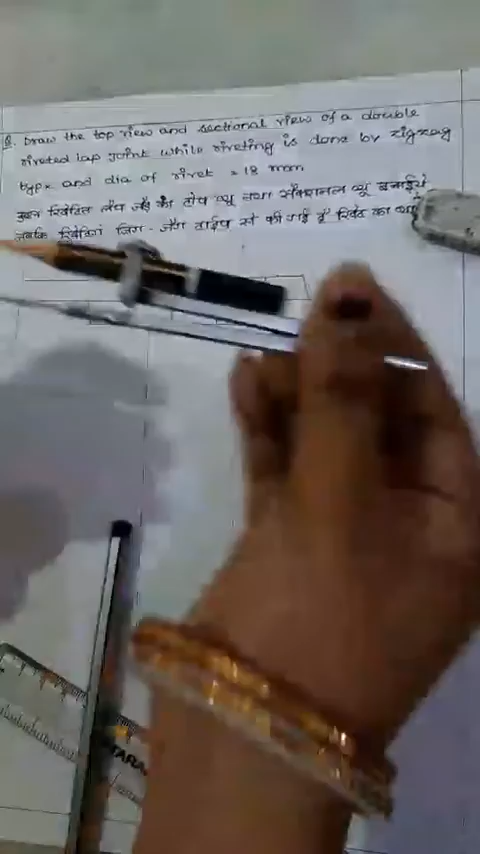 Q. Draw the top view and sectional view of a double
riveted lap joint while riveting is done by zigzag
type and dia of rivet = 18 mm
डबल रिवेटित लैप जोड़ का टोप व्यू तथा सैक्शनल व्यू बनाइये
जबकि रिवेटिंग जिग - जैग टाईप से की गई है रिवेट का